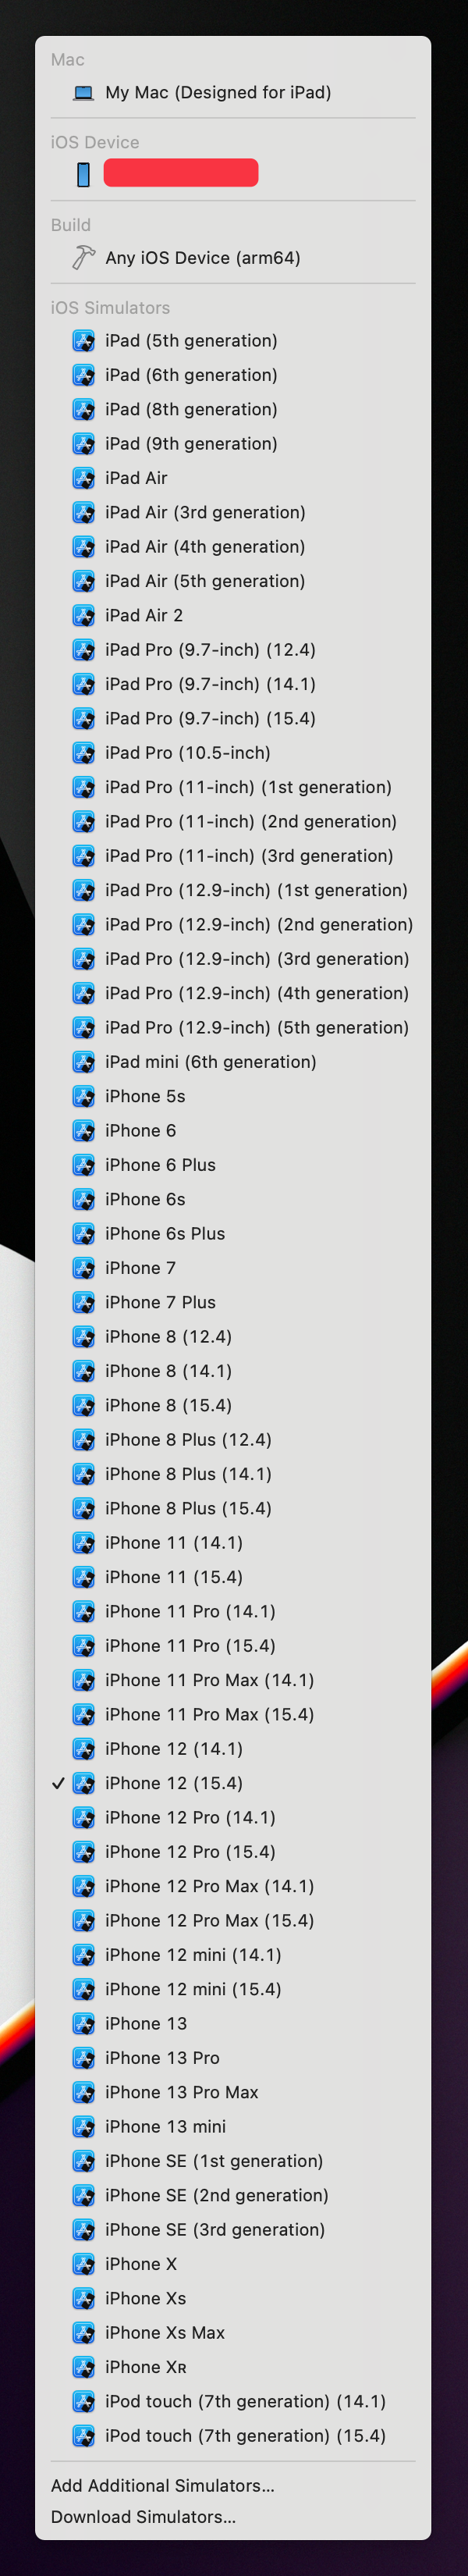 Mac
My Mac (Designed for iPad)
iOS Device
Build
Any iOS Device (arm64)
iOS Simulators
iPad (5th generation)
iPad (6th generation)
iPad (8th generation)
iPad (9th generation)
iPad Air
iPad Air (3rd generation)
iPad Air (4th generation)
iPad Air (5th generation)
iPad Air 2
iPad Pro (9.7-inch) (12.4)
iPad Pro (9.7-inch) (14.1)
iPad Pro (9.7-inch) (15.4)
iPad Pro (10.5-inch)
iPad Pro (11-inch) (1st generation)
iPad Pro (11-inch) (2nd generation)
iPad Pro (11-inch) (3rd generation)
iPad Pro (12.9-inch) (1st generation)
iPad Pro (12.9-inch) (2nd generation)
iPad Pro (12.9-inch) (3rd generation)
iPad Pro (12.9-inch) (4th generation)
iPad Pro (12.9-inch) (5th generation)
iPad mini (6th generation)
iPhone 5s
iPhone 6
iPhone 6 Plus
iPhone 6s
iPhone 6s Plus
iPhone 7
iPhone 7 Plus
iPhone 8 (12.4)
iPhone 8 (14.1)
iPhone 8 (15.4)
iPhone 8 Plus (12.4)
iPhone 8 Plus (14.1)
iPhone 8 Plus (15.4)
iPhone 11 (14.1)
iPhone 11 (15.4)
iPhone 11 Pro (14.1)
iPhone 11 Pro (15.4)
iPhone 11 Pro Max (14.1)
iPhone 11 Pro Max (15.4)
iPhone 12 (14.1)
✓ iPhone 12 (15.4)
iPhone 12 Pro (14.1)
iPhone 12 Pro (15.4)
iPhone 12 Pro Max (14.1)
iPhone 12 Pro Max (15.4)
iPhone 12 mini (14.1)
iPhone 12 mini (15.4)
iPhone 13
iPhone 13 Pro
iPhone 13 Pro Max
iPhone 13 mini
iPhone SE (1st generation)
iPhone SE (2nd generation)
iPhone SE (3rd generation)
iPhone X
iPhone Xs
iPhone Xs Max
iPhone Xʀ
iPod touch (7th generation) (14.1)
iPod touch (7th generation) (15.4)
Add Additional Simulators...
Download Simulators...